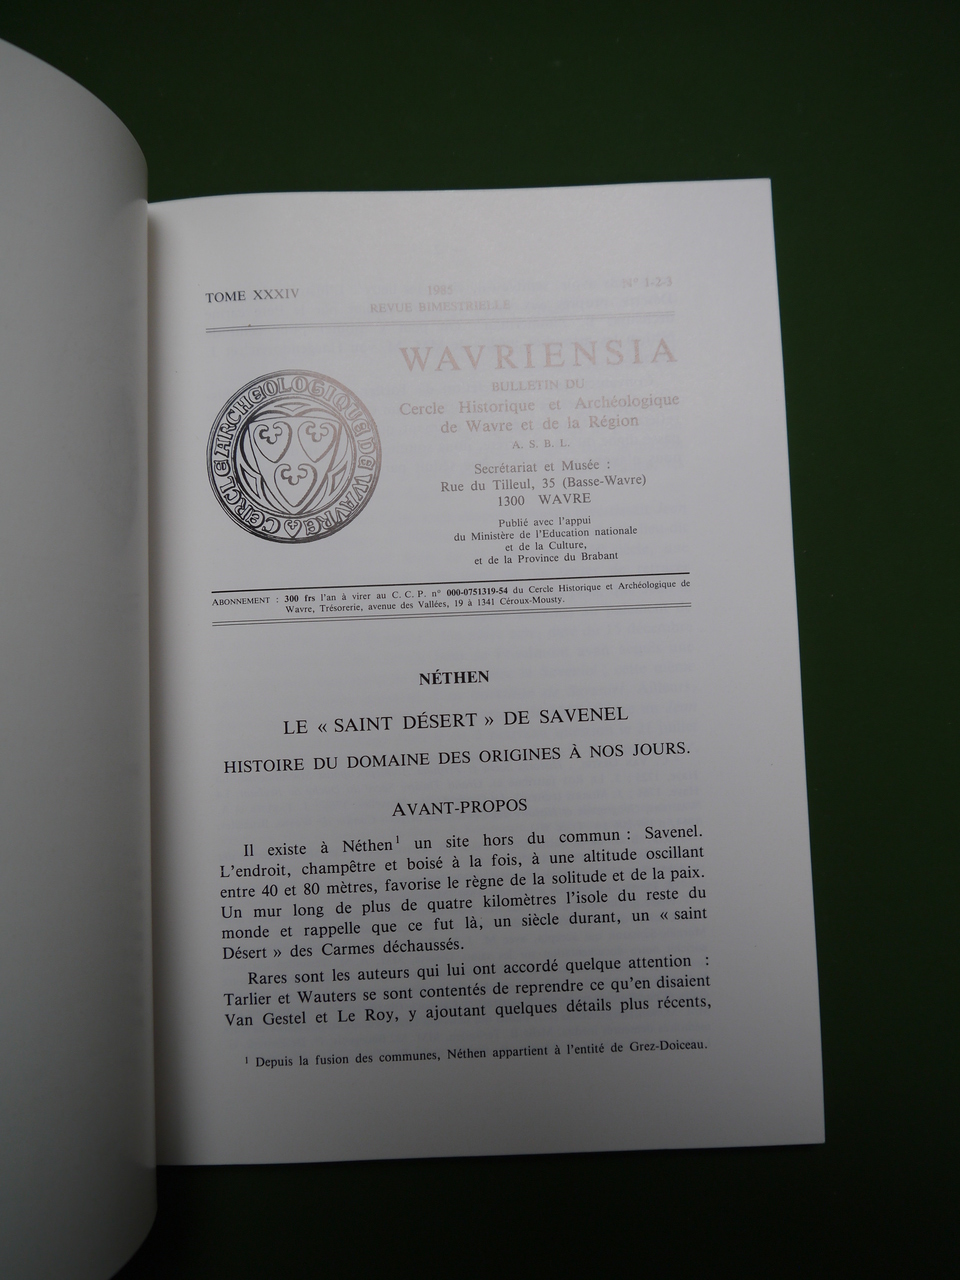 TOME XXXIV 1985 N° 1-2-3
REVUE BIMESTRIELLE
CERCLE ARCHEOLOGIQUE DE WAVRE
WAVRIENSIA
BULLETIN DU
Cercle Historique et Archéologique
de Wavre et de la Région
A. S. B. L.
Secrétariat et Musée :
Rue du Tilleul, 35 (Basse-Wavre)
1300 WAVRE
Publié avec l'appui
du Ministère de l'Education nationale
et de la Culture,
et de la Province du Brabant
ABONNEMENT : 300 frs l'an à virer au C. C. P. n° 000-0751319-54 du Cercle Historique et Archéologique de
Wavre, Trésorerie, avenue des Vallées, 19 à 1341 Céroux-Mousty.
NÉTHEN
LE « SAINT DÉSERT » DE SAVENEL
HISTOIRE DU DOMAINE DES ORIGINES À NOS JOURS.
AVANT-PROPOS
Il existe à Néthen¹ un site hors du commun : Savenel.
L'endroit, champêtre et boisé à la fois, à une altitude oscillant
entre 40 et 80 mètres, favorise le règne de la solitude et de la paix.
Un mur long de plus de quatre kilomètres l'isole du reste du
monde et rappelle que ce fut là, un siècle durant, un « saint
Désert » des Carmes déchaussés.
Rares sont les auteurs qui lui ont accordé quelque attention :
Tarlier et Wauters se sont contentés de reprendre ce qu'en disaient
Van Gestel et Le Roy, y ajoutant quelques détails plus récents,
¹ Depuis la fusion des communes, Néthen appartient à l'entité de Grez-Doiceau.